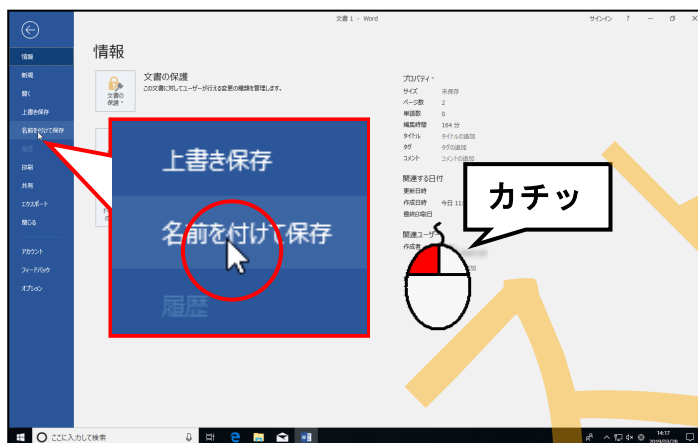 文書 1 - Word
サインイン ? - □ ×
情報
情報
新規
開く
上書き保存
名前を付けて保存
履歴
印刷
共有
エクスポート
閉じる
アカウント
フィードバック
オプション
文書の保護
文書の
保護
この文書に対してユーザーが行える変更の種類を管理します。
上書き保存
名前を付けて保存
履歴
プロパティ
サイズ 未保存
ページ数 2
単語数 0
編集時間 164 分
タイトル タイトルの追加
タグ タグの追加
コメント コメントの追加
関連する日付
更新日時
作成日時 今日 11:
最終印刷日
関連ユーザー
作成者
カチッ
ここに入力して検索
14:17
2019/03/28